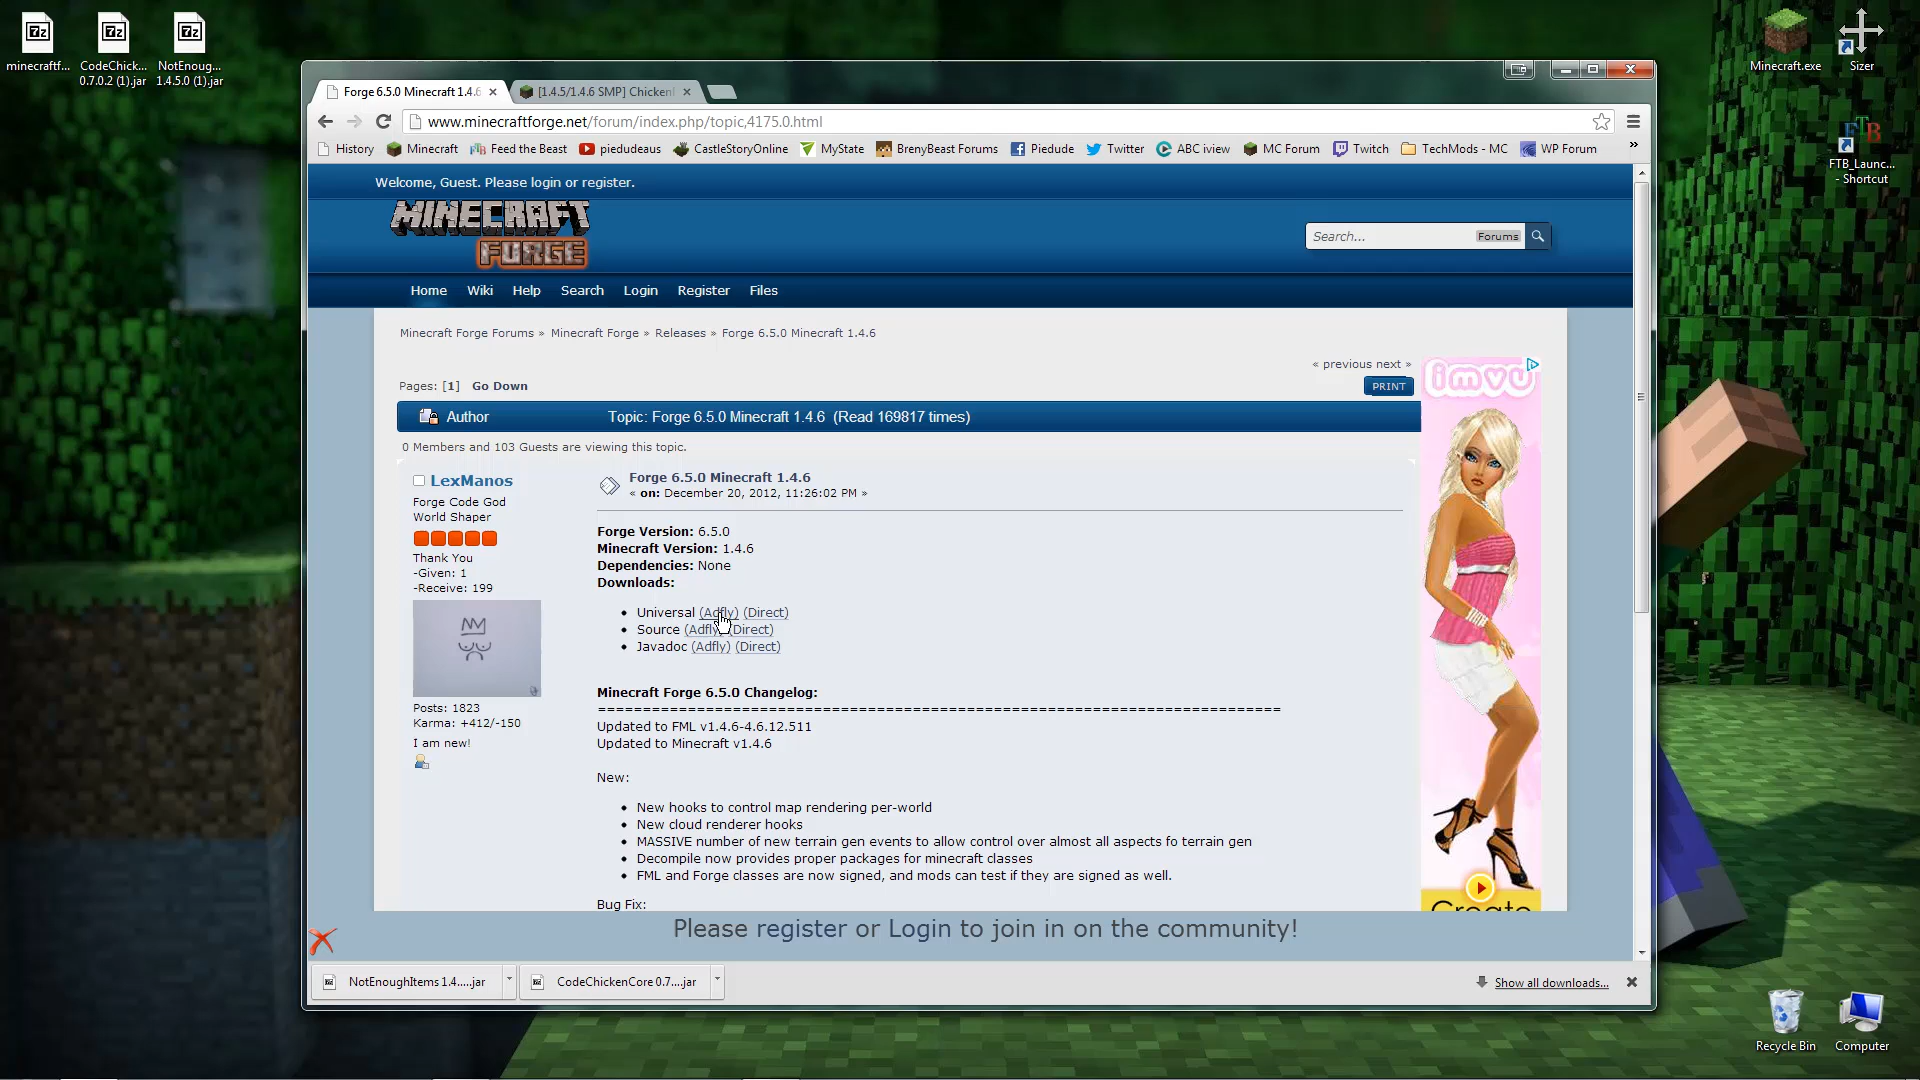 minecraftf...
CodeChick...
0.7.0.2 (1).jar
NotEnoug...
1.4.5.0 (1).jar
Minecraft.exe
Sizer
FTB_Launc...
- Shortcut
Forge 6.5.0 Minecraft 1.4.6
[1.4.5/1.4.6 SMP] Chicken
www.minecraftforge.net/forum/index.php/topic,4175.0.html
History Minecraft Feed the Beast piedudeaus CastleStoryOnline MyState BrenyBeast Forums Piedude Twitter ABC iview MC Forum Twitch TechMods - MC WP Forum »
Welcome, Guest. Please login or register.
MINECRAFT
FORGE
Search... Forums
Home Wiki Help Search Login Register Files
Minecraft Forge Forums » Minecraft Forge » Releases » Forge 6.5.0 Minecraft 1.4.6
« previous next »
Pages: [1] Go Down
PRINT
Author Topic: Forge 6.5.0 Minecraft 1.4.6 (Read 169817 times)
0 Members and 103 Guests are viewing this topic.
LexManos
Forge Code God
World Shaper
Thank You
-Given: 1
-Receive: 199
Posts: 1823
Karma: +412/-150
I am new!
Forge 6.5.0 Minecraft 1.4.6
« on: December 20, 2012, 11:26:02 PM »
Forge Version: 6.5.0
Minecraft Version: 1.4.6
Dependencies: None
Downloads:
• Universal (Adfly) (Direct)
• Source (Adfly) (Direct)
• Javadoc (Adfly) (Direct)
Minecraft Forge 6.5.0 Changelog:
================================================================================
Updated to FML v1.4.6-4.6.12.511
Updated to Minecraft v1.4.6
New:
• New hooks to control map rendering per-world
• New cloud renderer hooks
• MASSIVE number of new terrain gen events to allow control over almost all aspects fo terrain gen
• Decompile now provides proper packages for minecraft classes
• FML and Forge classes are now signed, and mods can test if they are signed as well.
Bug Fix:
imvu
Create
Please register or Login to join in on the community!
NotEnoughItems 1.4.....jar
CodeChickenCore 0.7....jar
Show all downloads...
Recycle Bin
Computer